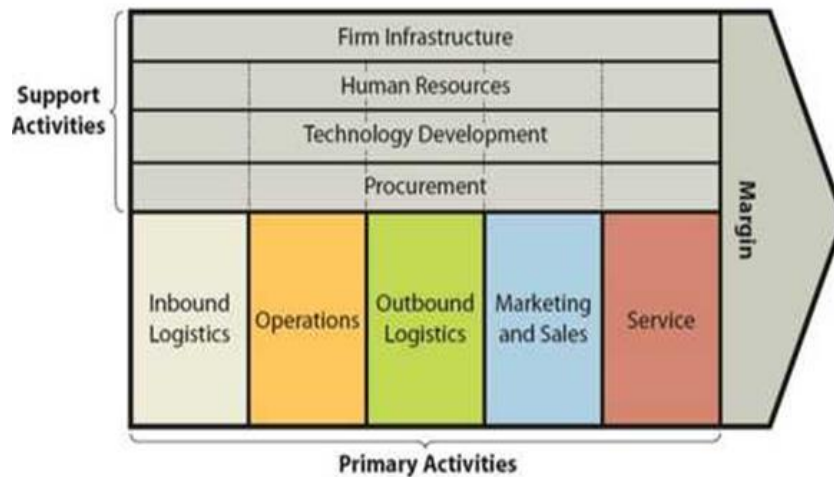 Firm Infrastructure
Support
Activities
Human Resources
Technology Development
Procurement
Margin
Inbound
Logistics
Operations
Outbound
Logistics
Marketing
and Sales
Service
Primary Activities